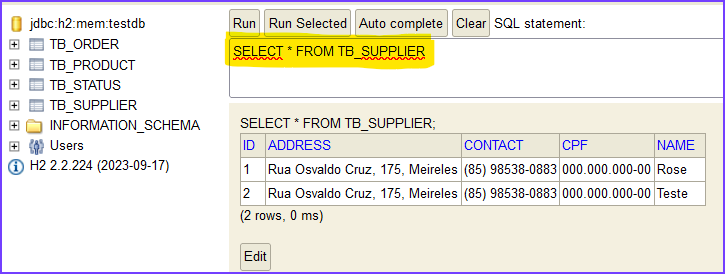 jdbc:h2:mem:testdb
TB_ORDER
TB_PRODUCT
TB_STATUS
TB_SUPPLIER
INFORMATION_SCHEMA
Users
H2 2.2.224 (2023-09-17)
Run Run Selected Auto complete Clear SQL statement:
SELECT * FROM TB_SUPPLIER
SELECT * FROM TB_SUPPLIER;
ID ADDRESS CONTACT CPF NAME
1 Rua Osvaldo Cruz, 175, Meireles (85) 98538-0883 000.000.000-00 Rose
2 Rua Osvaldo Cruz, 175, Meireles (85) 98538-0883 000.000.000-00 Teste
(2 rows, 0 ms)
Edit